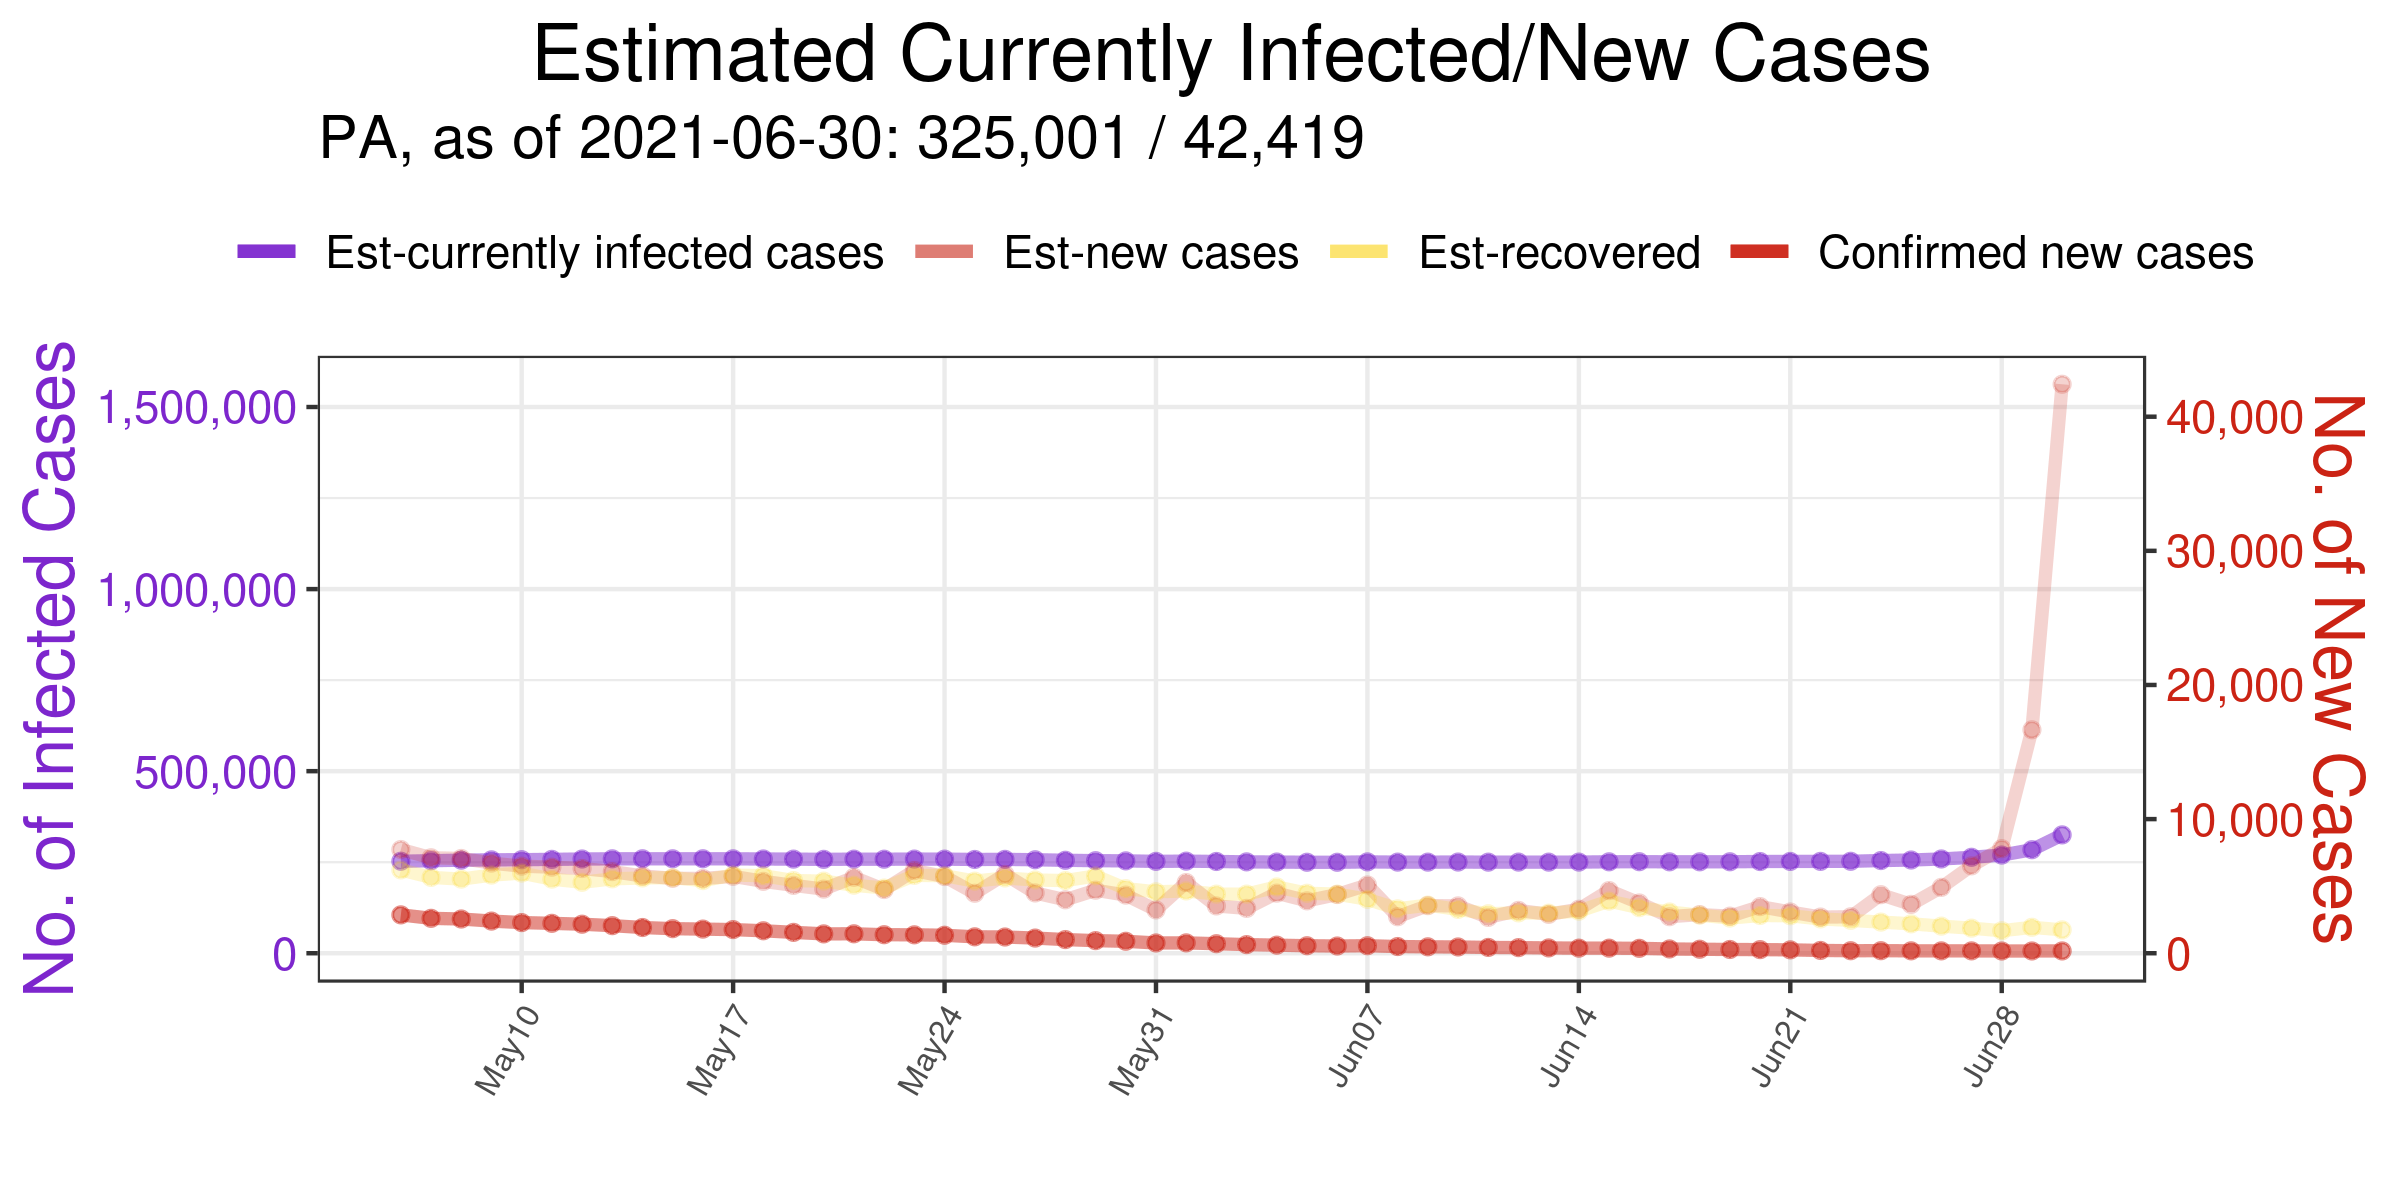 Estimated Currently Infected/New Cases
PA, as of 2021-06-30: 325,001 / 42,419
Est-currently infected cases Est-new cases Est-recovered Confirmed new cases
No. of Infected Cases
1,500,000
1,000,000
500,000
0
40,000
30,000
20,000
10,000
0
No. of New Cases
May10 May17 May24 May31 Jun07 Jun14 Jun21 Jun28